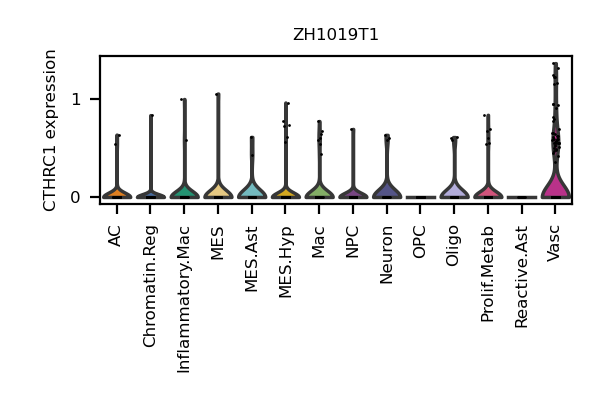 ZH1019T1
CTHRC1 expression
1
0
AC
Chromatin.Reg
Inflammatory.Mac
MES
MES.Ast
MES.Hyp
Mac
NPC
Neuron
OPC
Oligo
Prolif.Metab
Reactive.Ast
Vasc